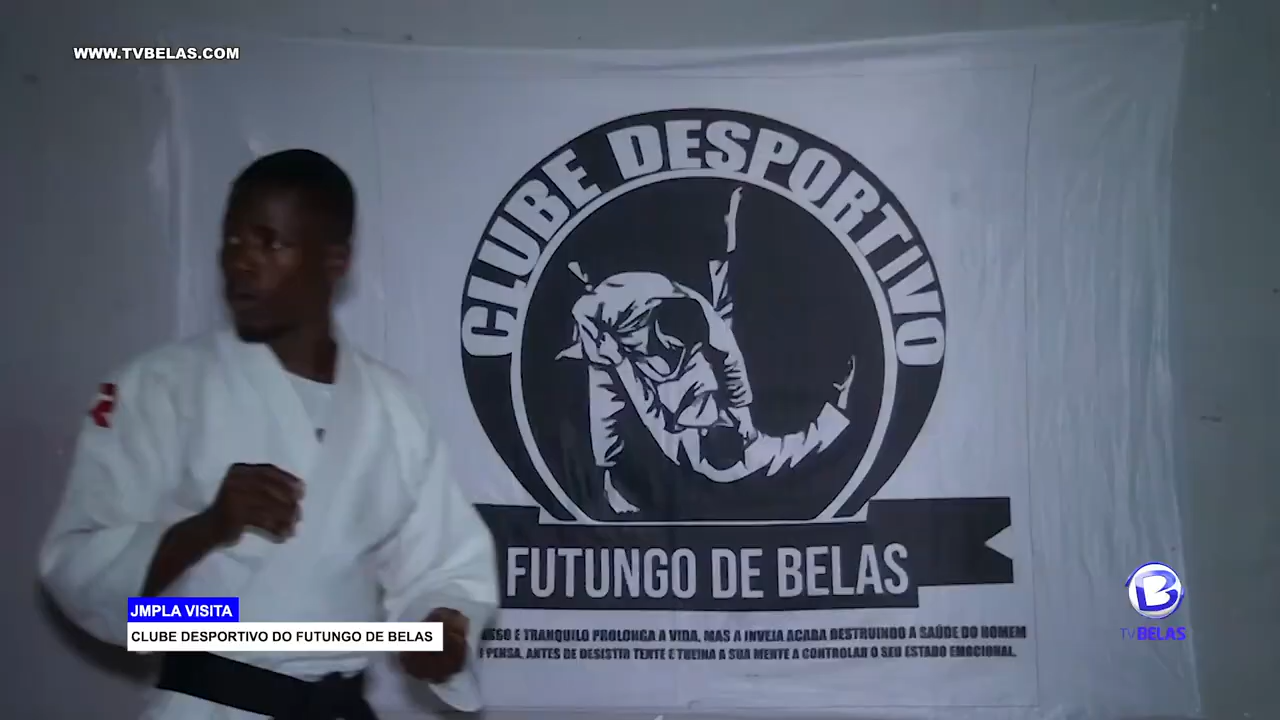 WWW.TVBELAS.COM
CLUBE DESPORTIVO
FUTUNGO DE BELAS
E TRANQUILO PROLONGA A VIDA, MAS A INVEJA ACABA DESTRUINDO A SAÚDE DO HOMEM
PENSA, ANTES DE DESISTIR TENTE E TREINA A SUA MENTE A CONTROLAR O SEU ESTADO EMOCIONAL.
JMPLA VISITA
CLUBE DESPORTIVO DO FUTUNGO DE BELAS
B
TVBELAS